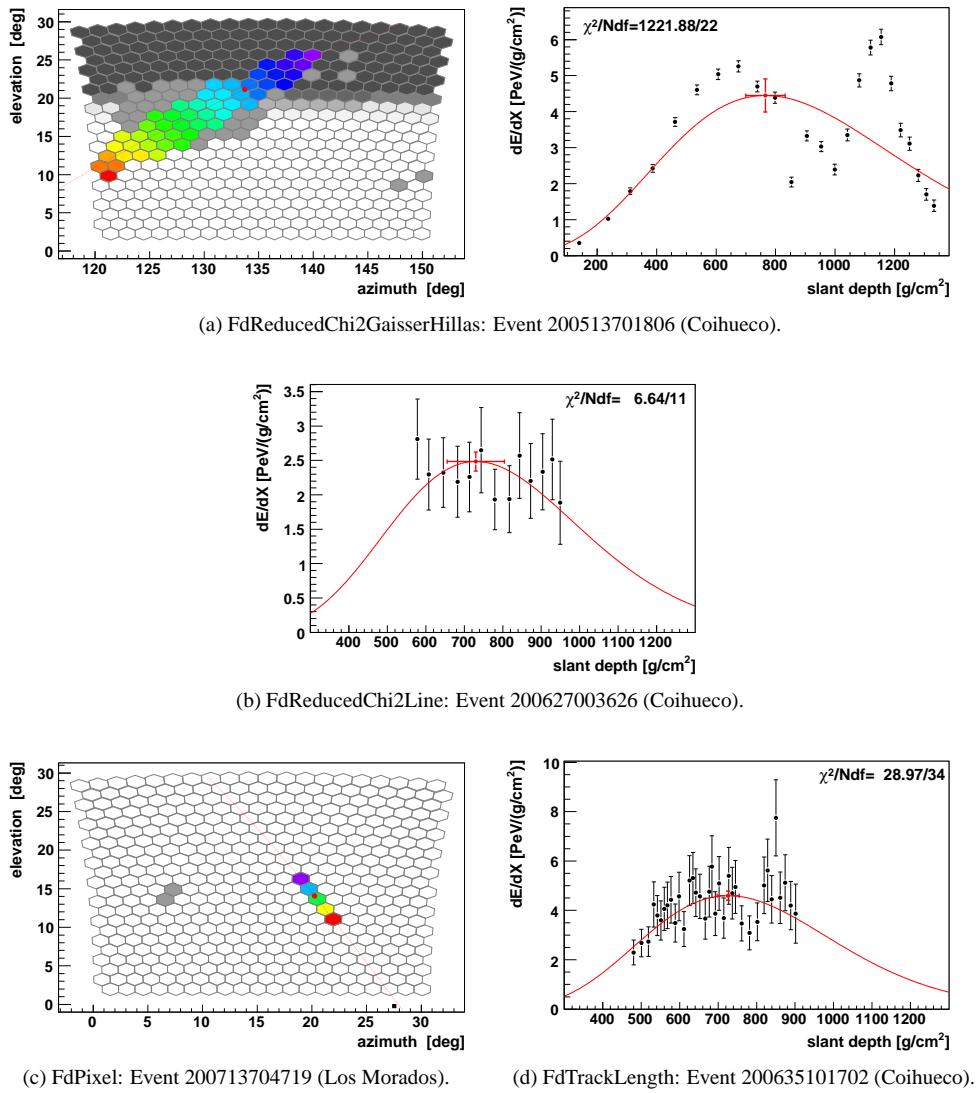 elevation [deg]
30
25
20
15
10
5
0
120 125 130 135 140 145 150
azimuth [deg]
dE/dX [PeV/(g/cm²)]
χ²/Ndf=1221.88/22
6
5
4
3
2
1
0
200 400 600 800 1000 1200
slant depth [g/cm²]
(a) FdReducedChi2GaisserHillas: Event 200513701806 (Coihueco).
dE/dX [PeV/(g/cm²)]
χ²/Ndf= 6.64/11
3.5
3
2.5
2
1.5
1
0.5
0
400 500 600 700 800 900 1000 1100 1200
slant depth [g/cm²]
(b) FdReducedChi2Line: Event 200627003626 (Coihueco).
elevation [deg]
30
25
20
15
10
5
0
0 5 10 15 20 25 30
azimuth [deg]
dE/dX [PeV/(g/cm²)]
χ²/Ndf= 28.97/34
10
8
6
4
2
0
400 500 600 700 800 900 1000 1100 1200
slant depth [g/cm²]
(c) FdPixel: Event 200713704719 (Los Morados).
(d) FdTrackLength: Event 200635101702 (Coihueco).